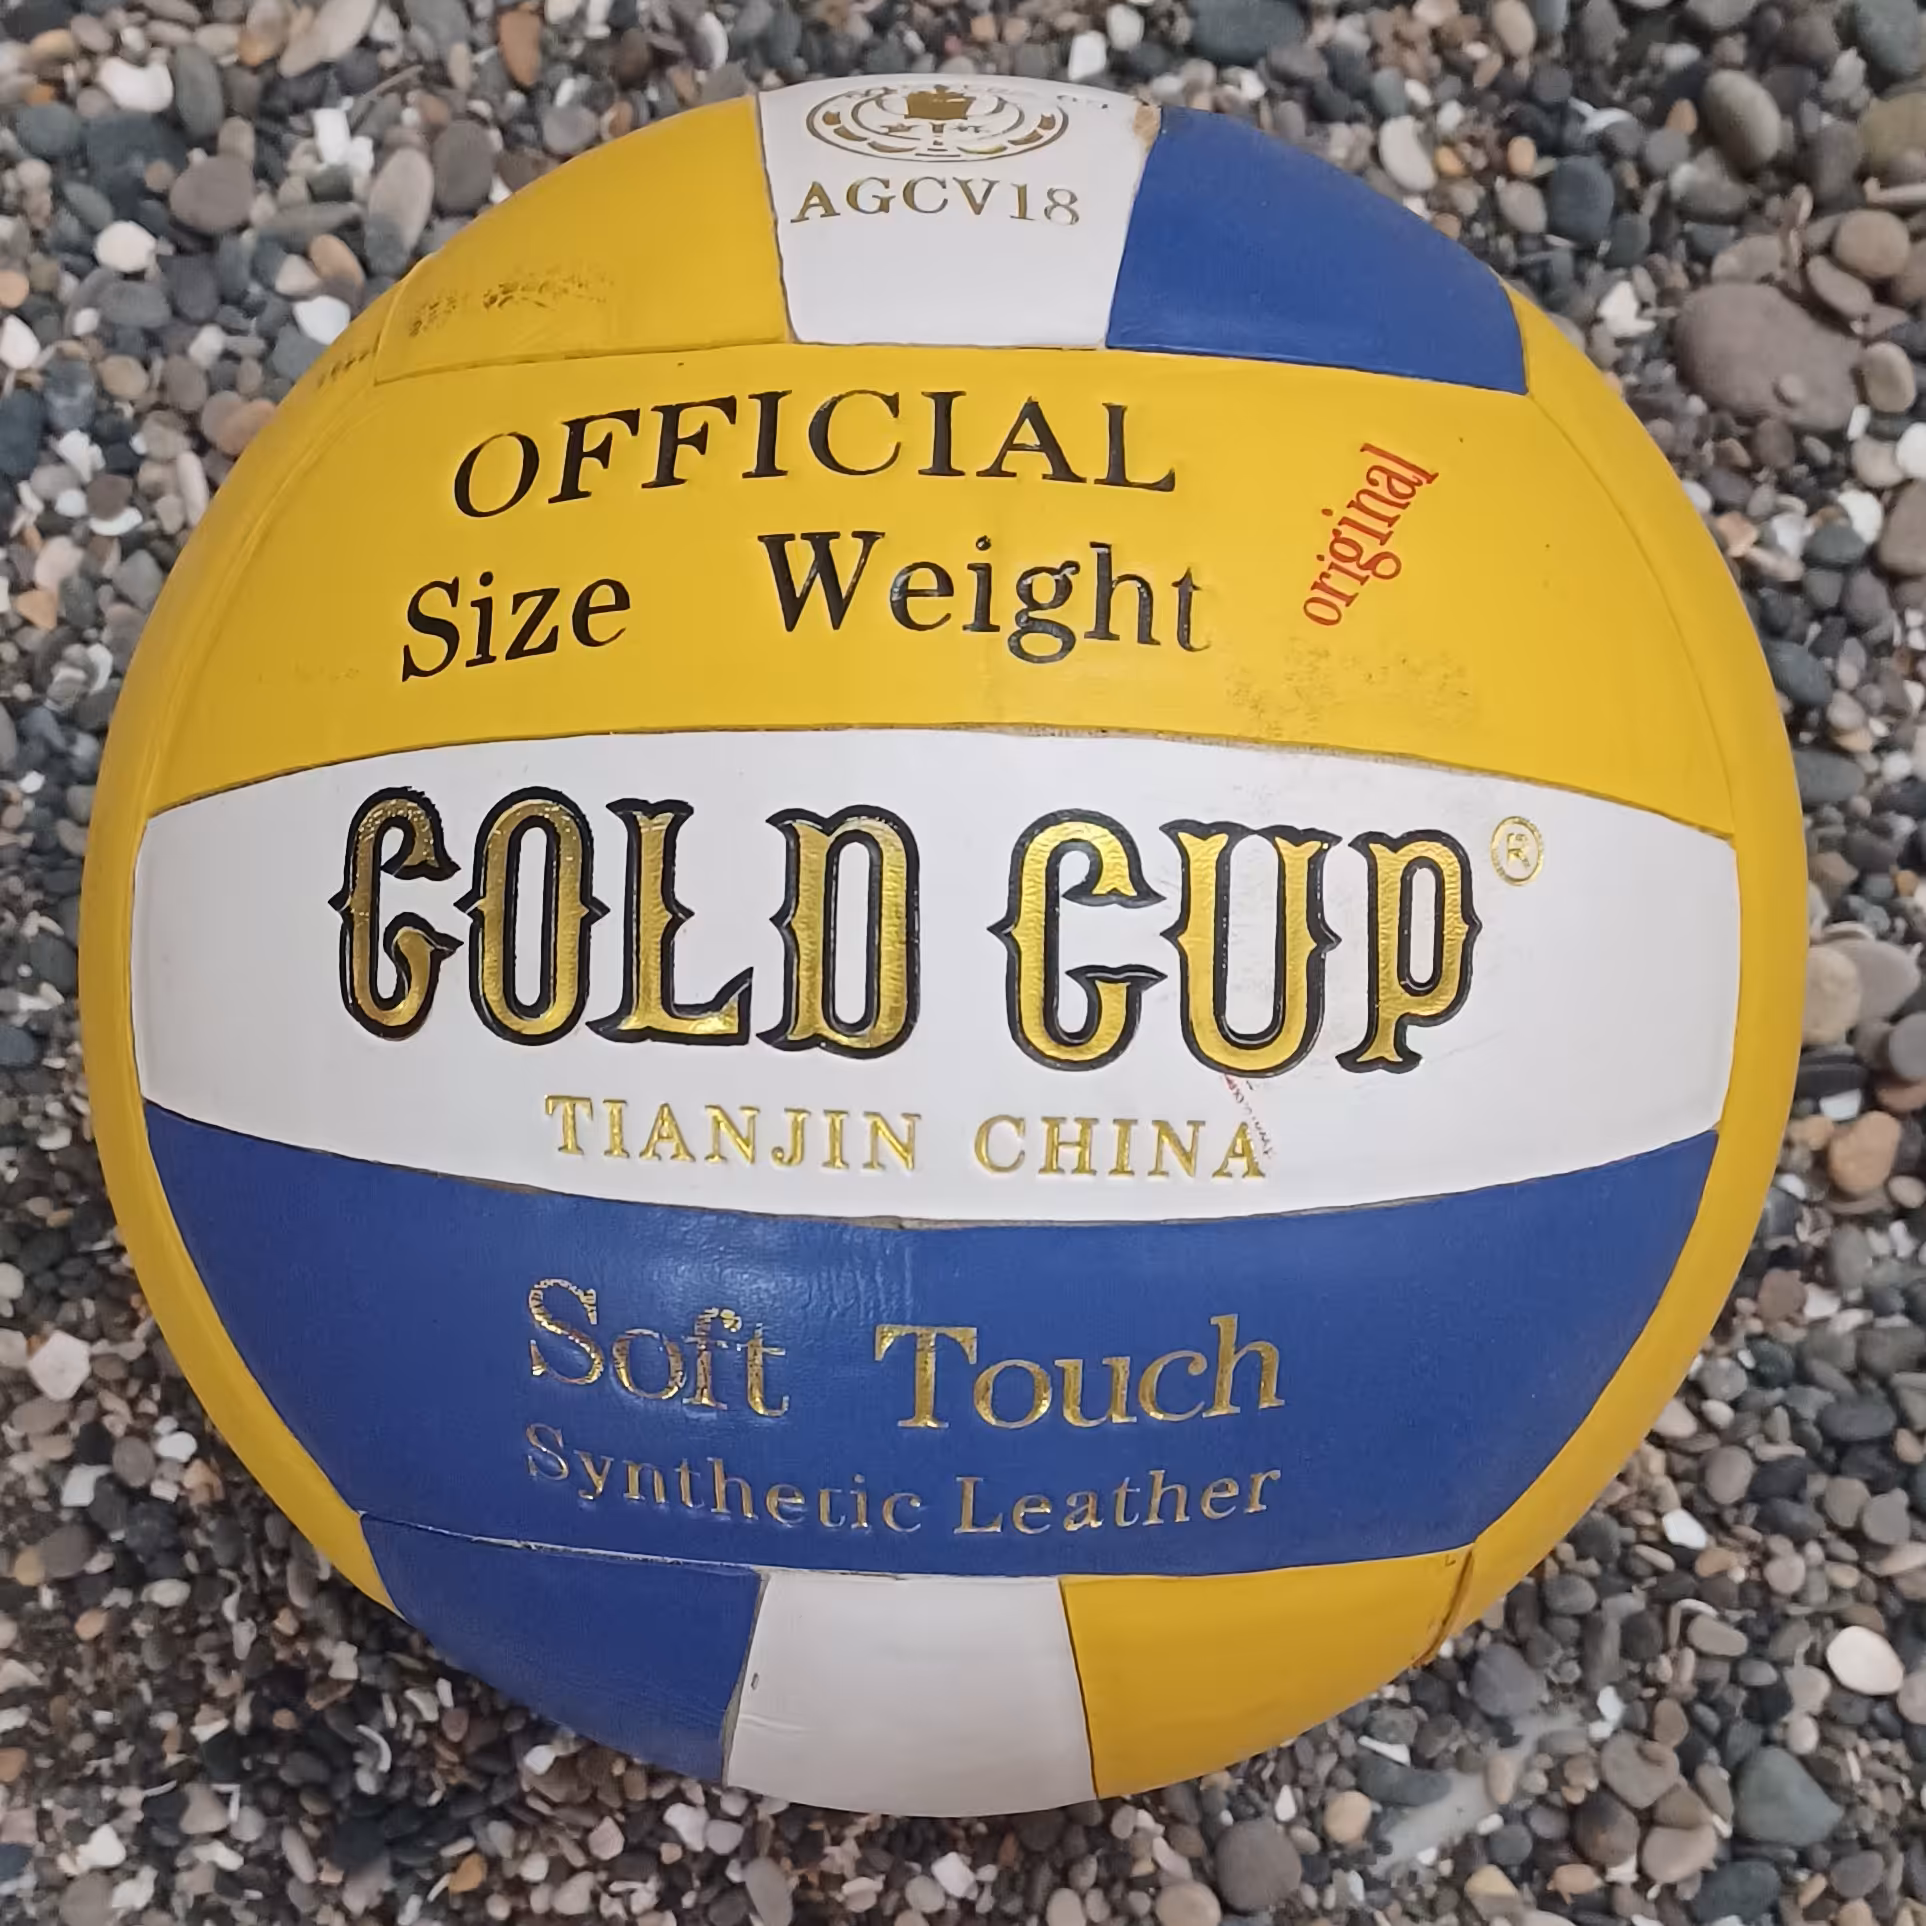 AGCV18
OFFICIAL
Size Weight
original
GOLD CUP®
TIANJIN CHINA
Soft Touch
Synthetic Leather